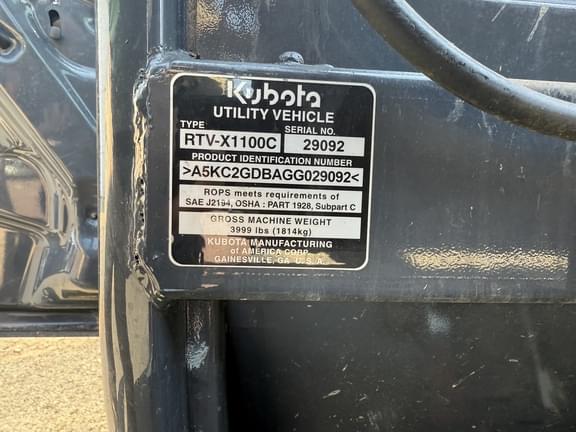 Kubota
UTILITY VEHICLE
TYPE SERIAL NO.
RTV-X1100C 29092
PRODUCT IDENTIFICATION NUMBER
>A5KC2GDBAGG029092<
ROPS meets requirements of
SAE J2194, OSHA : PART 1928, Subpart C
GROSS MACHINE WEIGHT
3999 lbs (1814kg)
KUBOTA MANUFACTURING
of AMERICA CORP.
GAINESVILLE, GA U.S.A.